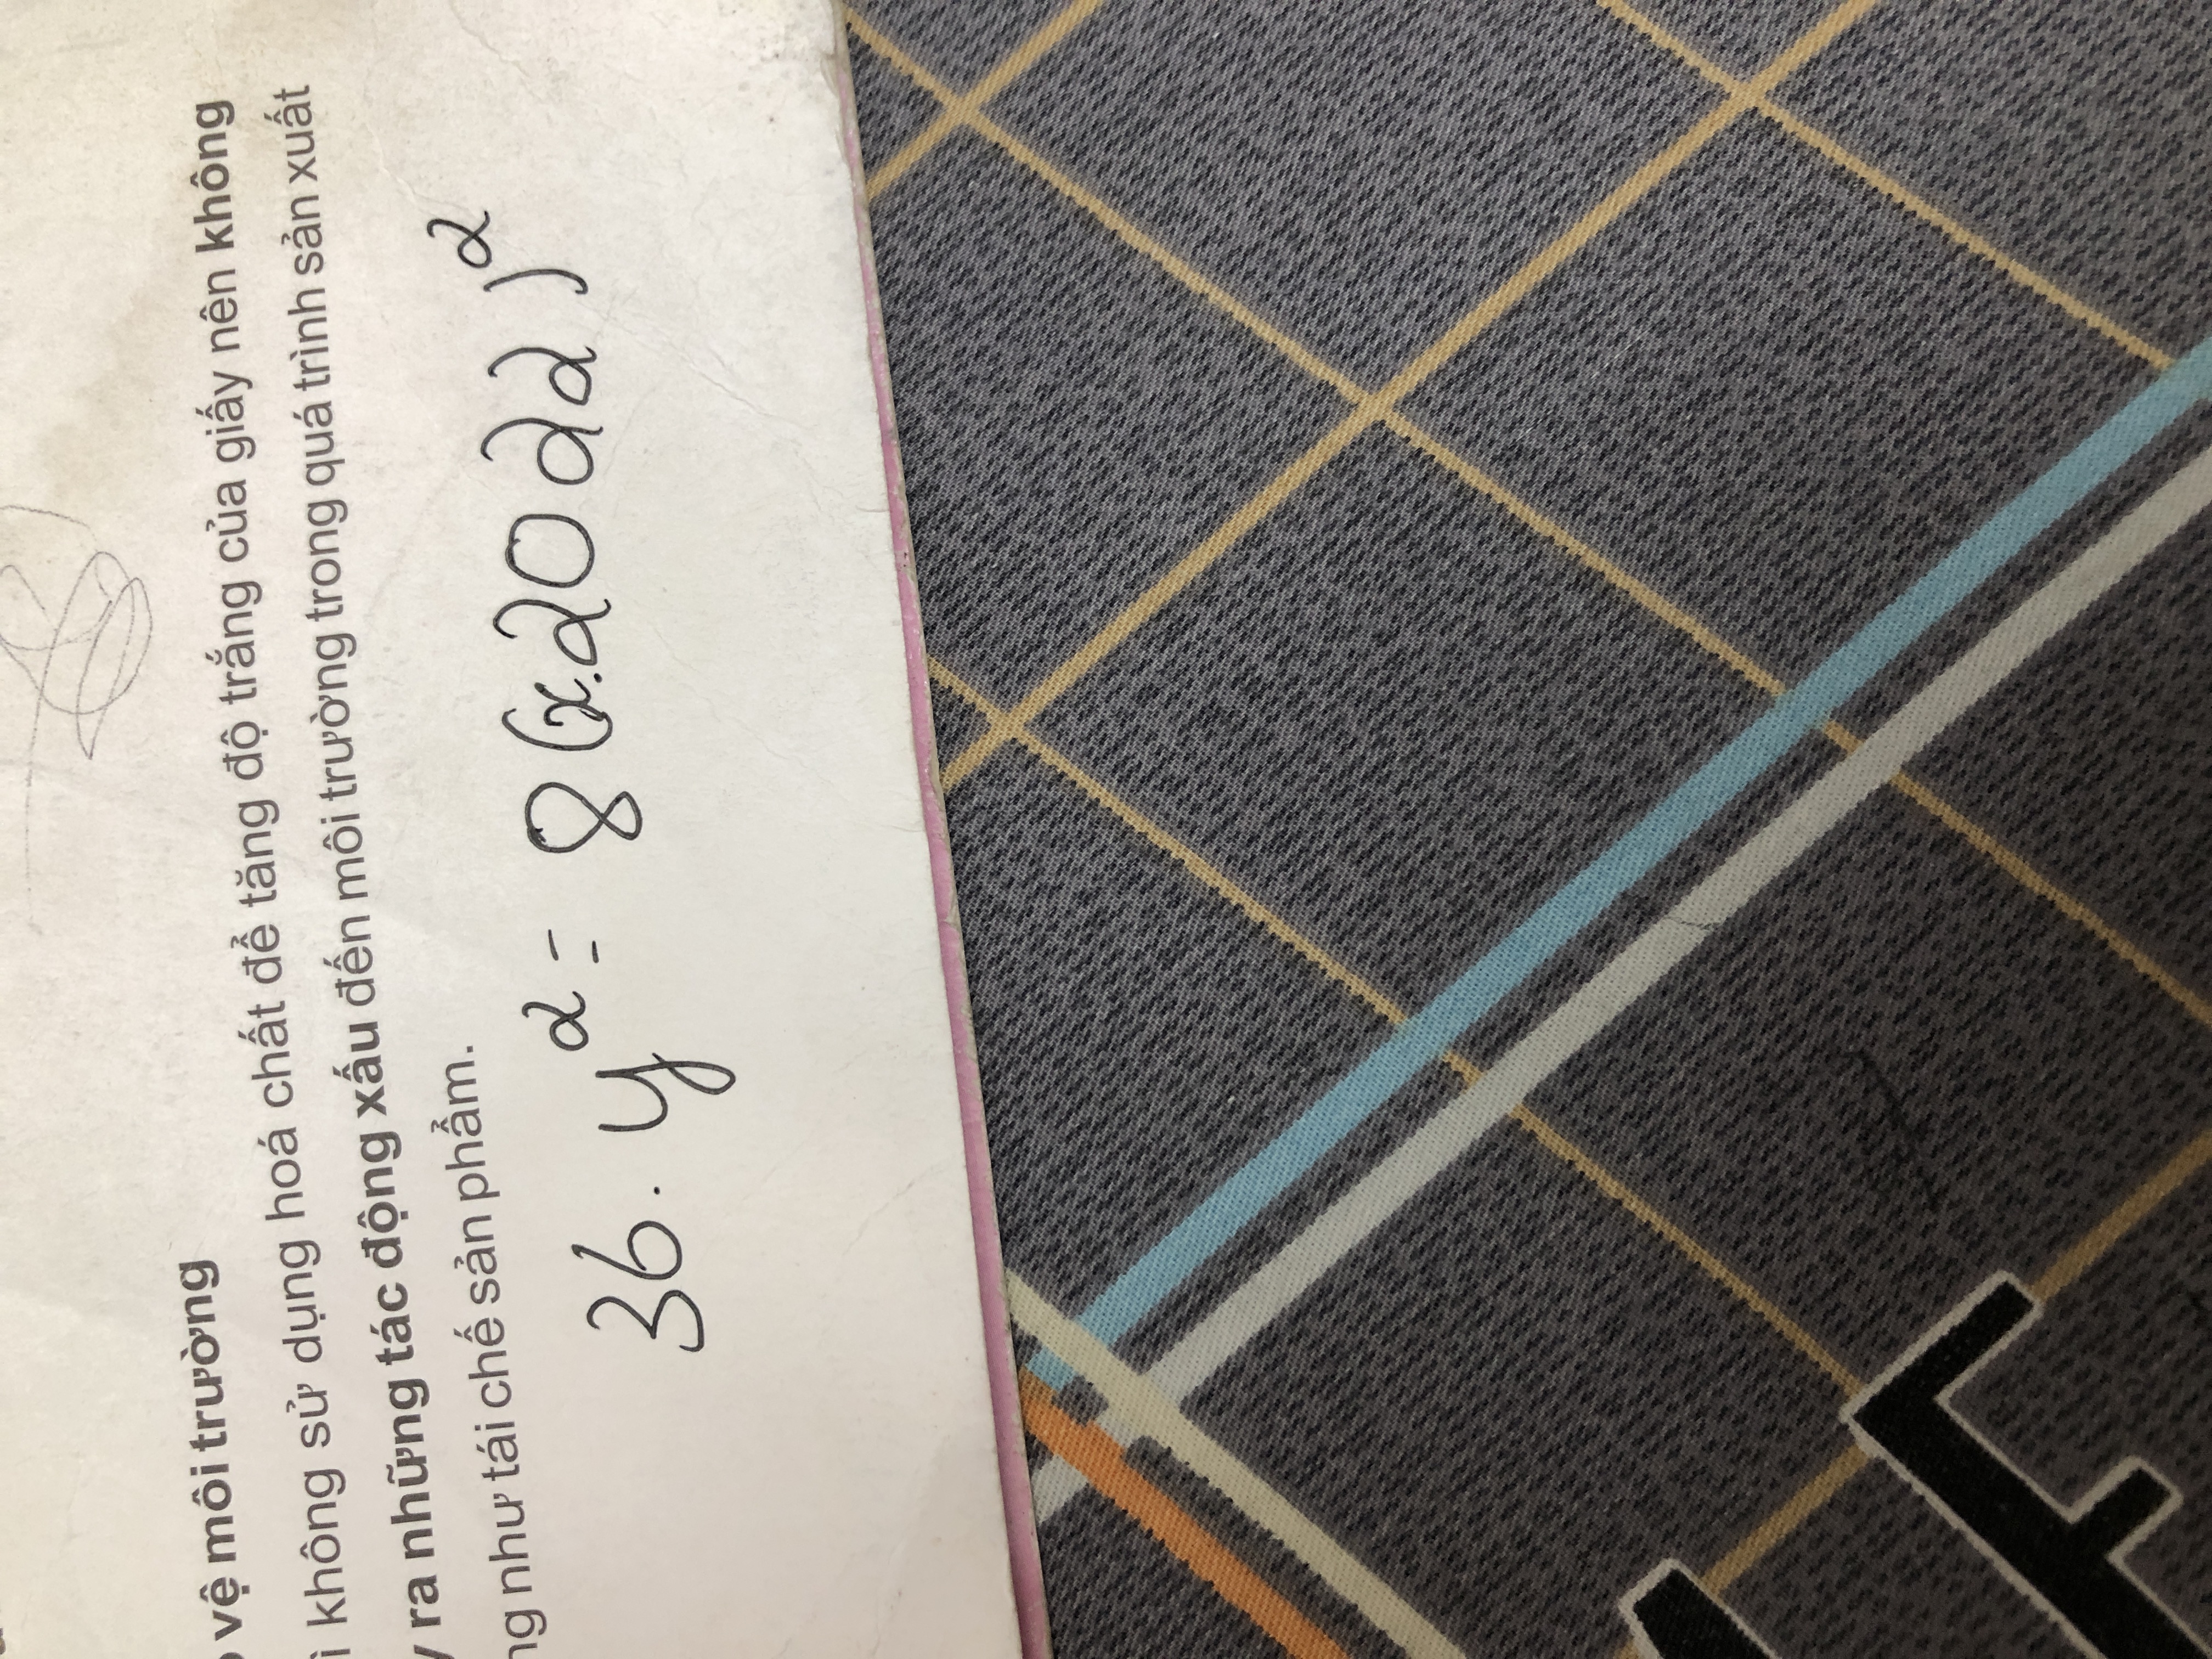 vệ môi trường
không sử dụng hoá chất để tăng độ trắng của giấy nên không
ra những tác động xấu đến môi trường trong quá trình sản xuất
như tái chế sản phẩm.
36. y² = 8(x.2022)²